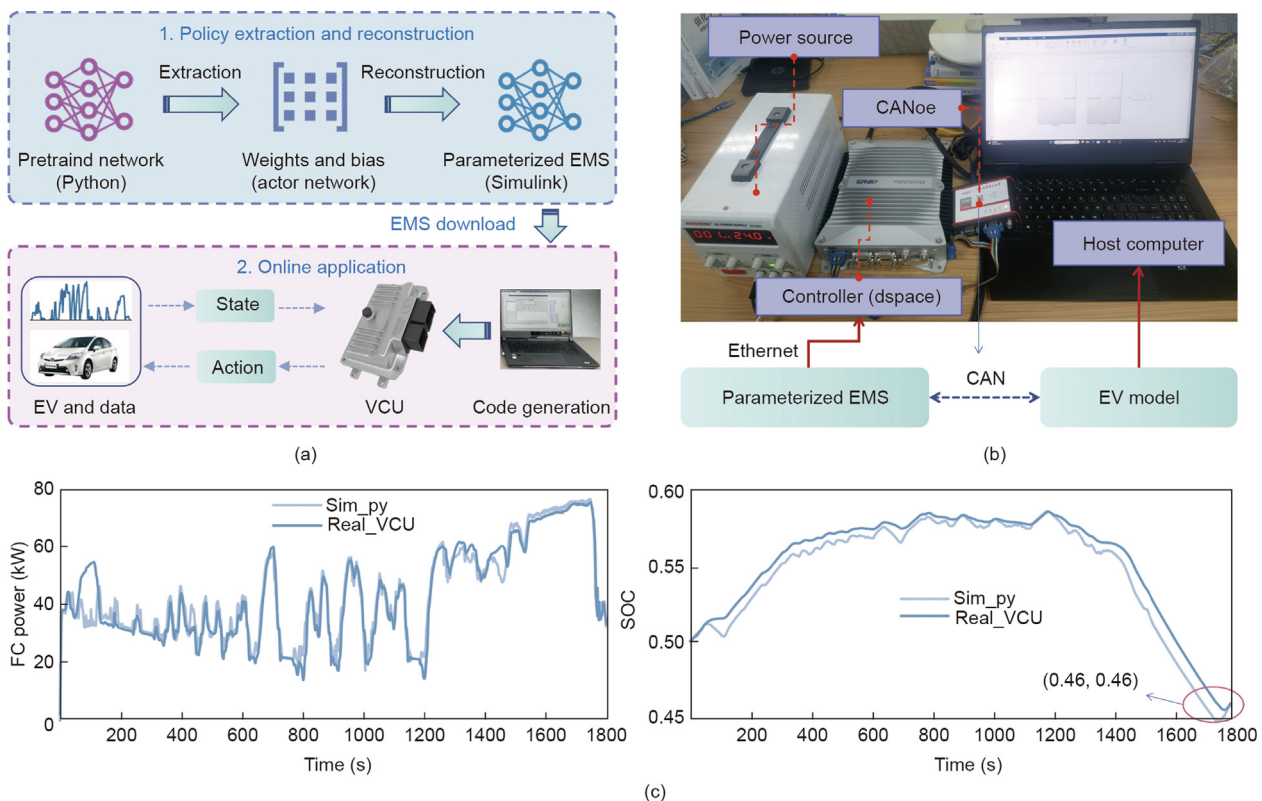 1. Policy extraction and reconstruction
Extraction
Reconstruction
Pretraind network
(Python)
Weights and bias
(actor network)
Parameterized EMS
(Simulink)
EMS download
2. Online application
State
Action
EV and data
VCU
Code generation
(a)
Power source
CANoe
Host computer
Controller (dspace)
Ethernet
Parameterized EMS
CAN
EV model
(b)
FC power (kW)
80
60
40
20
0
Sim_py
Real_VCU
200 400 600 800 1000 1200 1400 1600 1800
Time (s)
SOC
0.60
0.55
0.50
0.45
Sim_py
Real_VCU
(0.46, 0.46)
200 400 600 800 1000 1200 1400 1600 1800
Time (s)
(c)